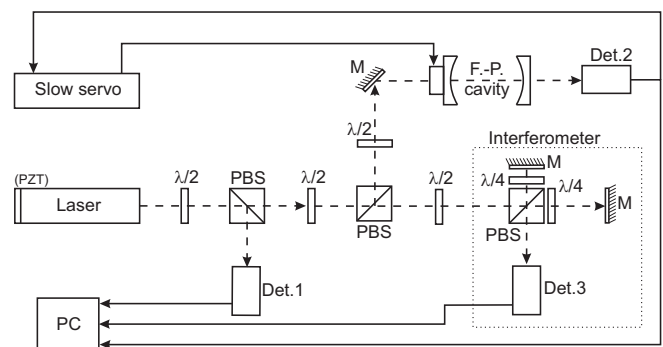 Slow servo
M
F.-P.
cavity
Det.2
λ/2
Interferometer
(PZT)
Laser
λ/2
PBS
λ/2
PBS
λ/2
M
λ/4
λ/4
M
PBS
Det.1
Det.3
PC